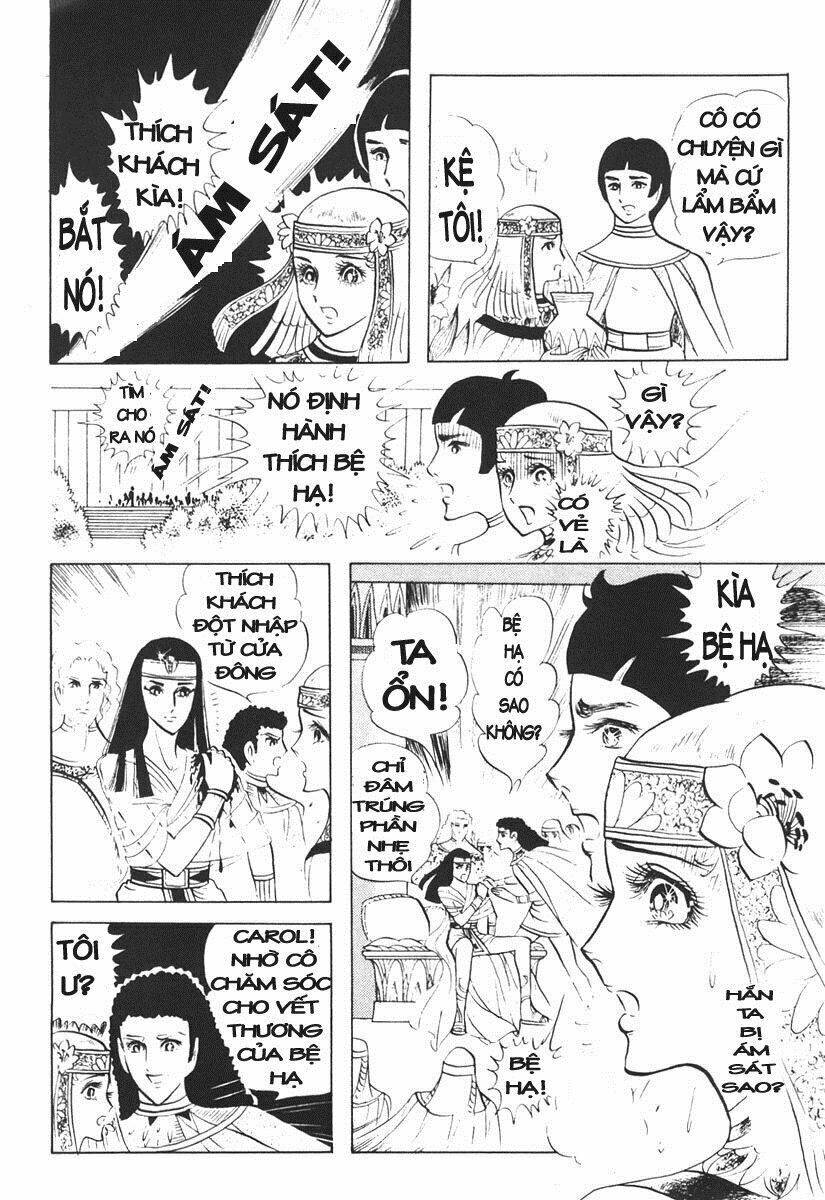 CÔ CÓ
CHUYỆN GÌ
MÀ CỨ
LẨM BẨM
VẬY?
KỆ
TÔI!
ÁM SÁT!
THÍCH
KHÁCH
KÌA!
BẮT
NÓ!
GÌ
VẬY?
CÓ
VẺ
LÀ
NÓ ĐỊNH
HÀNH
THÍCH BỆ
HẠ!
ÁM SÁT!
TÌM
CHO
RA NÓ
KÌA
BỆ HẠ
BỆ
HẠ
CÓ
SAO
KHÔNG?
TA
ỔN!
CHỈ
ĐÂM
TRÚNG
PHẦN
NHẸ
THÔI
HẮN
TA
BỊ
ÁM
SÁT
SAO?
BỆ
HẠ!
THÍCH
KHÁCH
ĐỘT NHẬP
TỪ CỬA
ĐÔNG
CAROL!
NHỜ CÔ
CHĂM SÓC
CHO VẾT
THƯƠNG
CỦA BỆ
HẠ
TÔI
Ư?